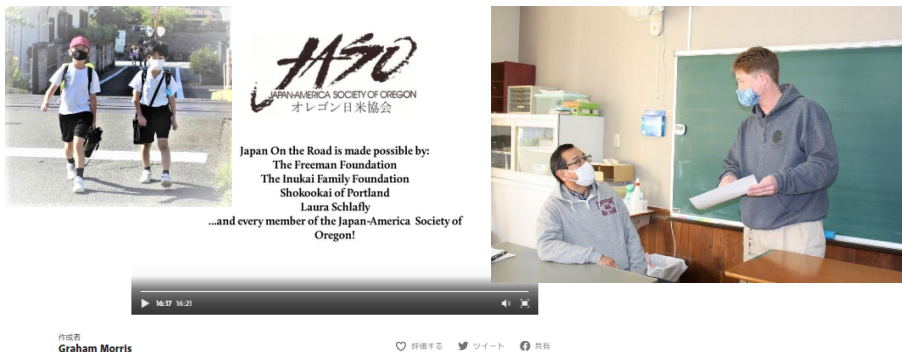 JASO
JAPAN-AMERICA SOCIETY OF OREGON
オレゴン日米協会
Japan On the Road is made possible by:
The Freeman Foundation
The Inukai Family Foundation
Shokookai of Portland
Laura Schlafly
...and every member of the Japan-America Society of
Oregon!
16:17 16:21
作成者
Graham Morris
評価する ツイート 共有